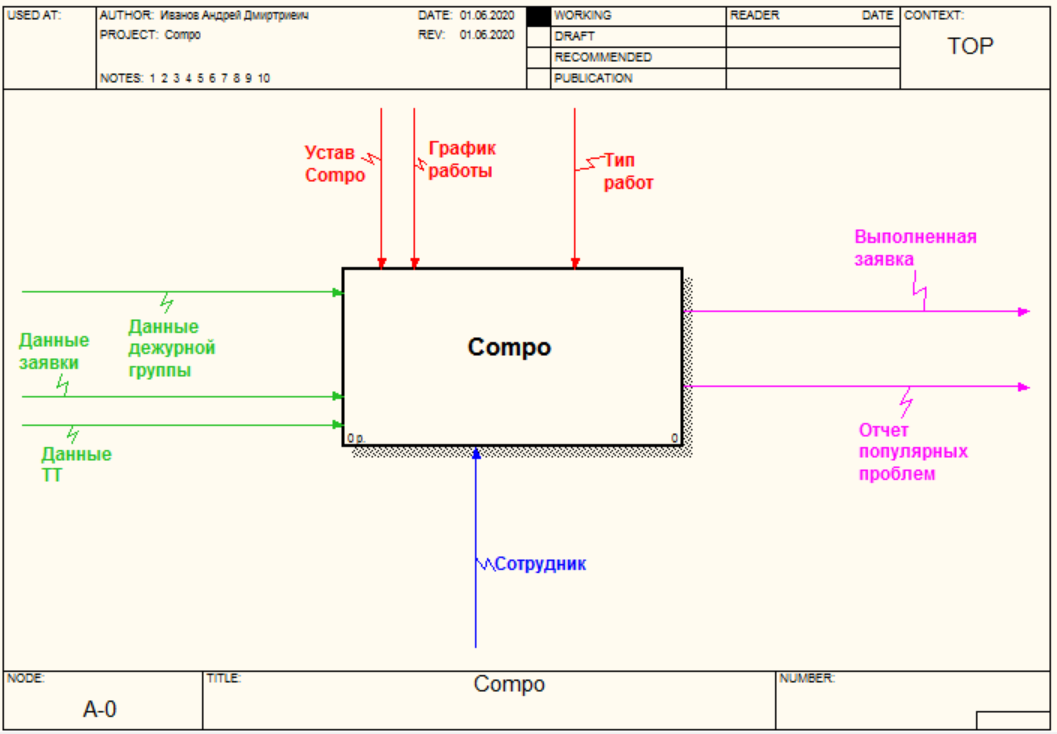 USED AT:
AUTHOR: Иванов Андрей Дмиртриевич
DATE: 01.06.2020
PROJECT: Compo
REV: 01.06.2020
NOTES: 1 2 3 4 5 6 7 8 9 10
WORKING
DRAFT
RECOMMENDED
PUBLICATION
READER
DATE
CONTEXT:
TOP
Устав
Compo
График
работы
Тип
работ
Выполненная
заявка
Данные
дежурной
группы
Данные
заявки
Compo
0 р.
0
Данные
ТТ
Отчет
популярных
проблем
Сотрудник
NODE:
A-0
TITLE:
Compo
NUMBER: